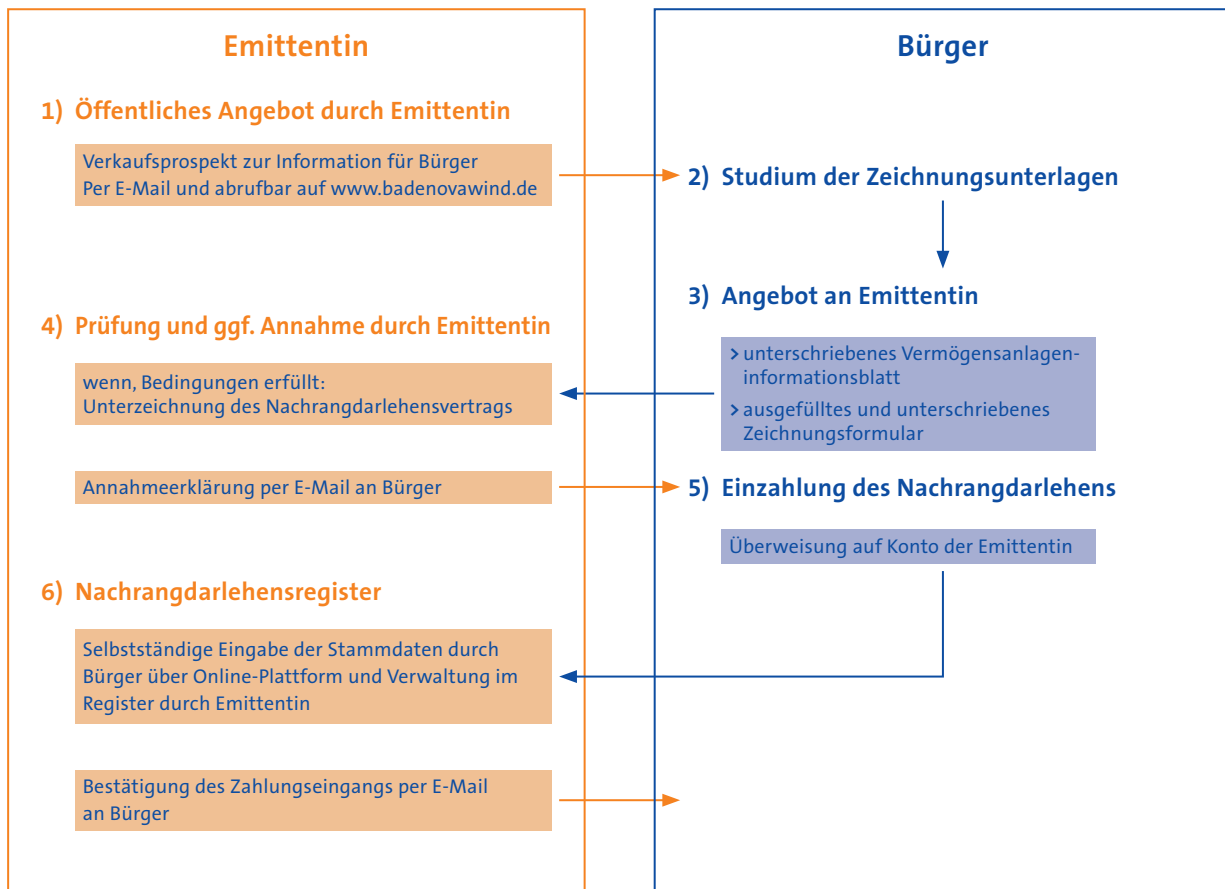 Emittentin
1) Öffentliches Angebot durch Emittentin
Verkaufsprospekt zur Information für Bürger
Per E-Mail und abrufbar auf www.badenovawind.de
4) Prüfung und ggf. Annahme durch Emittentin
wenn, Bedingungen erfüllt:
Unterzeichnung des Nachrangdarlehensvertrags
Annahmeerklärung per E-Mail an Bürger
6) Nachrangdarlehensregister
Selbstständige Eingabe der Stammdaten durch
Bürger über Online-Plattform und Verwaltung im
Register durch Emittentin
Bestätigung des Zahlungseingangs per E-Mail
an Bürger
Bürger
2) Studium der Zeichnungsunterlagen
3) Angebot an Emittentin
> unterschriebenes Vermögensanlagen-
informationsblatt
> ausgefülltes und unterschriebenes
Zeichnungsformular
5) Einzahlung des Nachrangdarlehens
Überweisung auf Konto der Emittentin